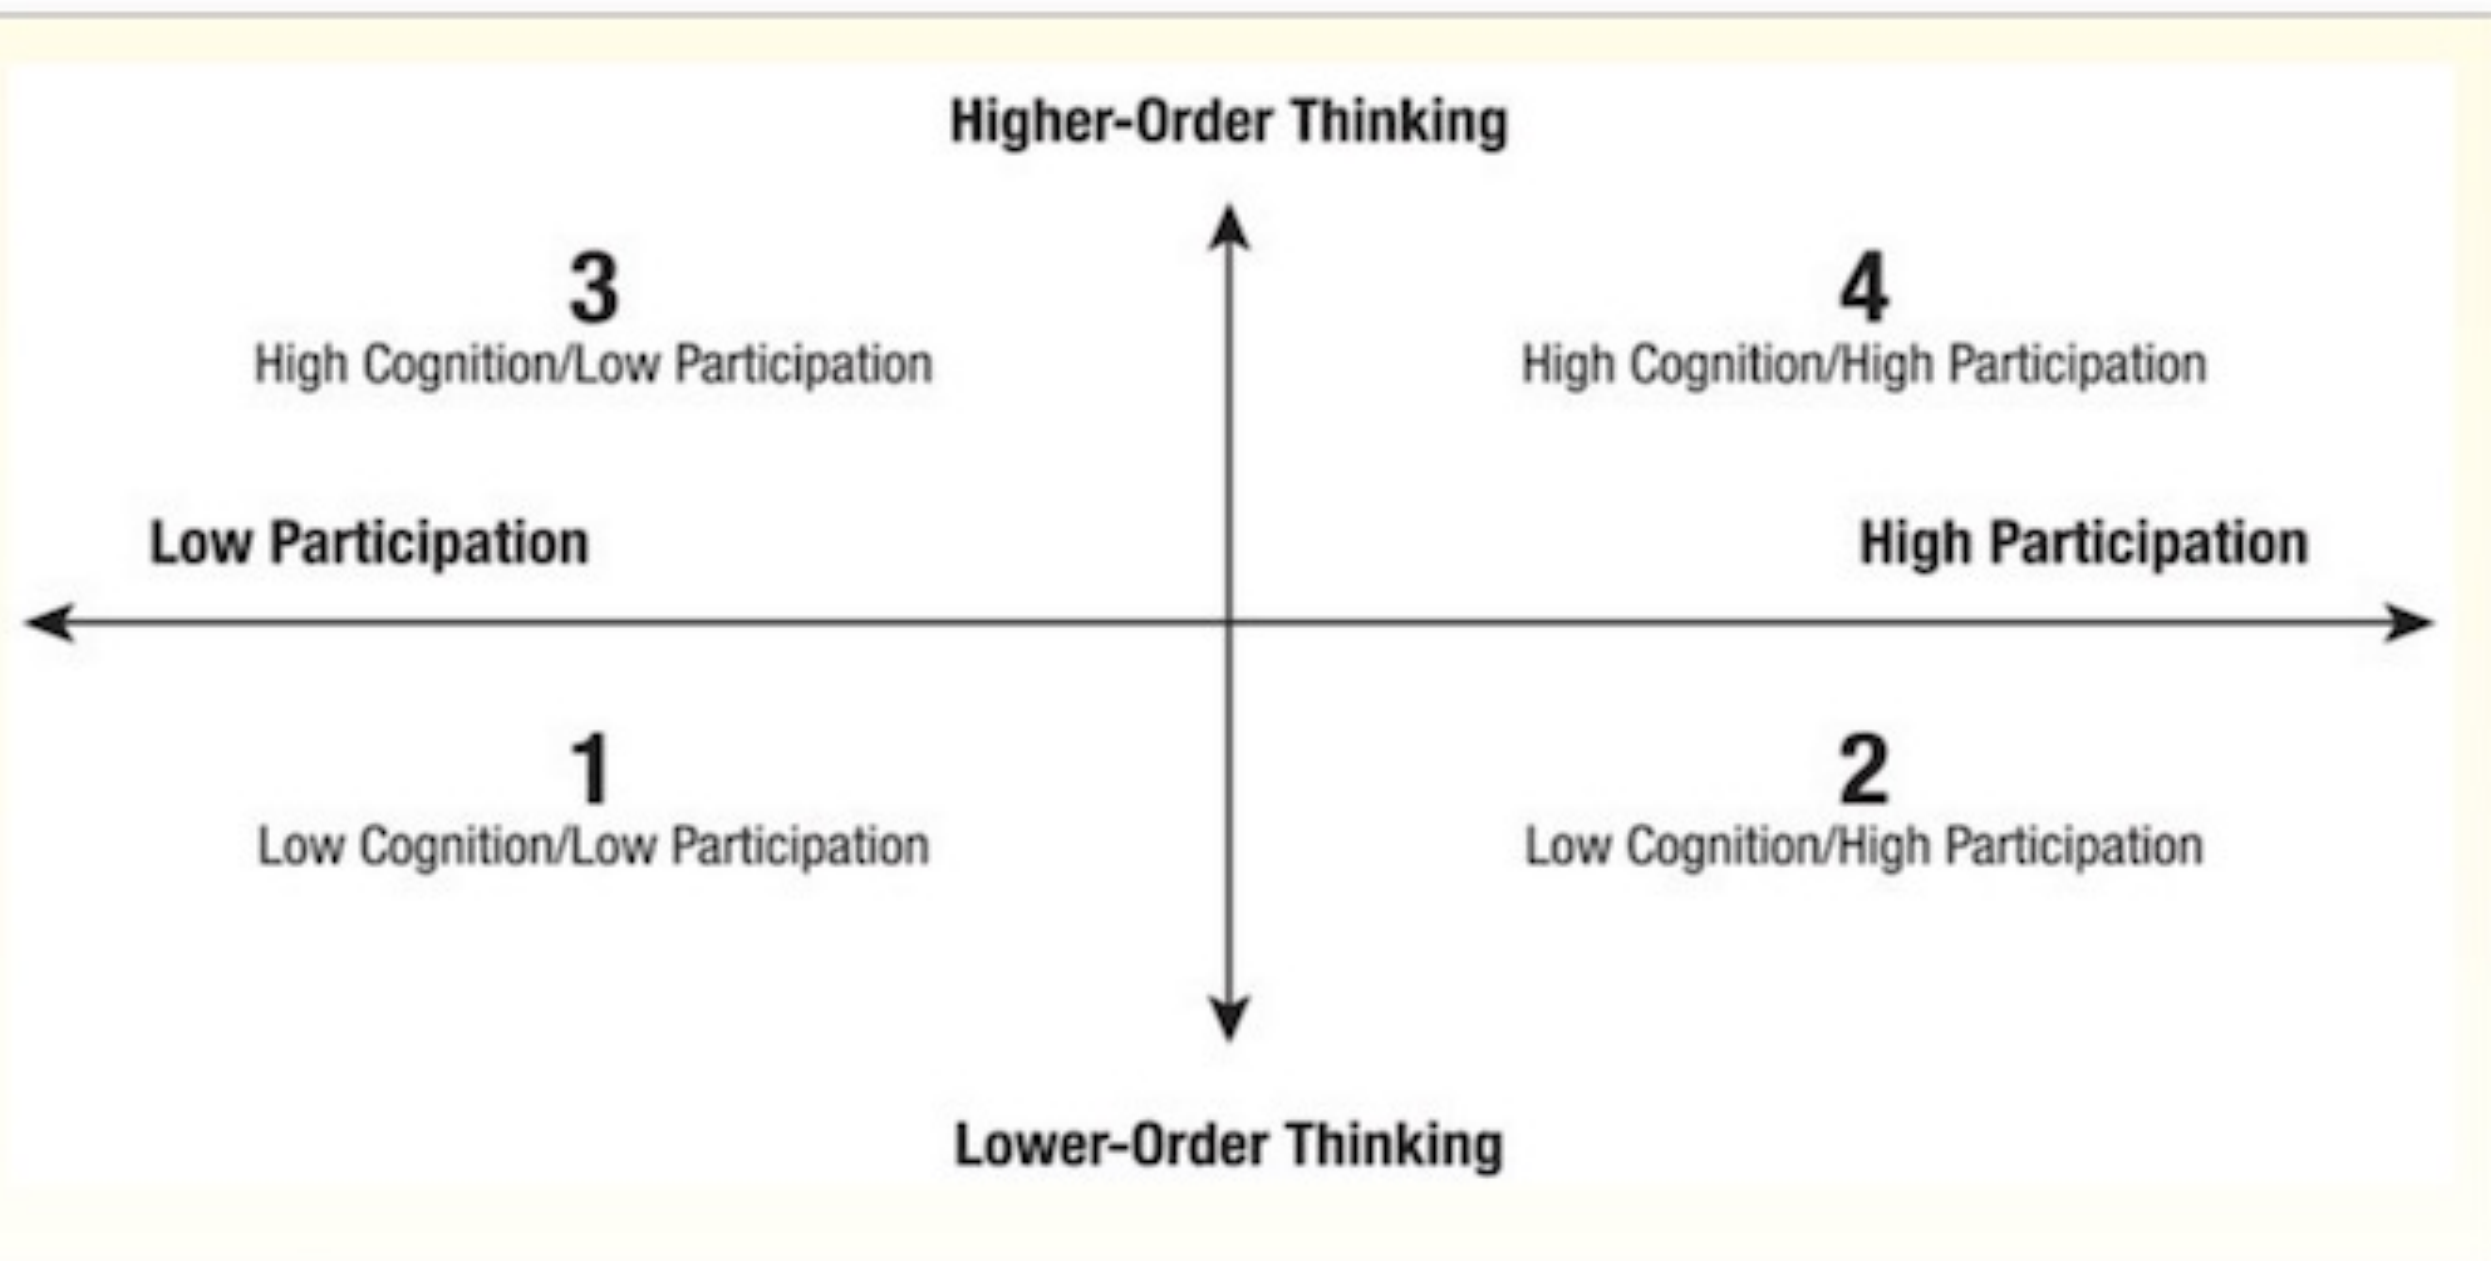 Higher-Order Thinking
3
High Cognition/Low Participation
4
High Cognition/High Participation
Low Participation
High Participation
1
Low Cognition/Low Participation
2
Low Cognition/High Participation
Lower-Order Thinking